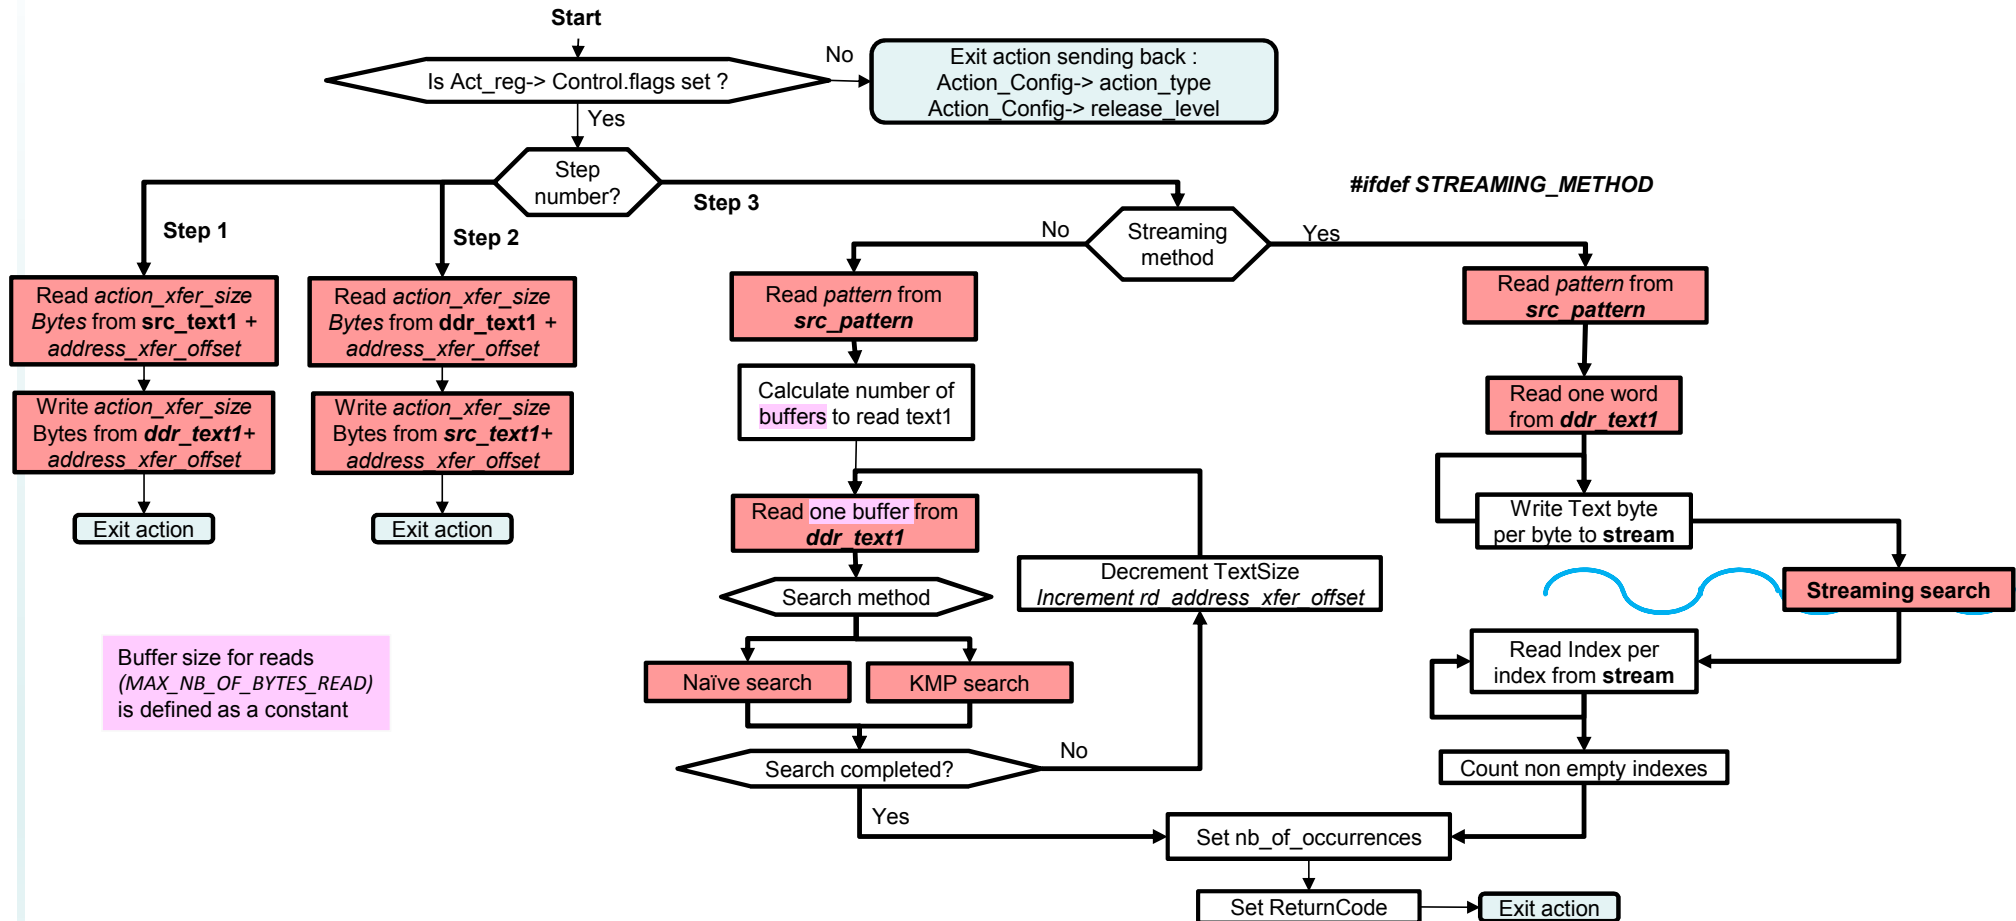 Start
Is Act_reg-> Control.flags set ?
No
Exit action sending back :
Action_Config-> action_type
Action_Config-> release_level
Yes
Step
number?
Step 1
Step 2
Step 3
#ifdef STREAMING_METHOD
No
Streaming
method
Yes
Read action_xfer_size
Bytes from src_text1 +
address_xfer_offset
Write action_xfer_size
Bytes from ddr_text1+
address_xfer_offset
Exit action
Read action_xfer_size
Bytes from ddr_text1 +
address_xfer_offset
Write action_xfer_size
Bytes from src_text1+
address_xfer_offset
Exit action
Read pattern from
src_pattern
Calculate number of
buffers to read text1
Read one buffer from
ddr_text1
Search method
Naïve search
KMP search
Search completed?
No
Decrement TextSize
Increment rd_address_xfer_offset
Yes
Read pattern from
src_pattern
Read one word
from ddr_text1
Write Text byte
per byte to stream
Streaming search
Read Index per
index from stream
Count non empty indexes
Set nb_of_occurrences
Set ReturnCode
Exit action
Buffer size for reads
(MAX_NB_OF_BYTES_READ)
is defined as a constant